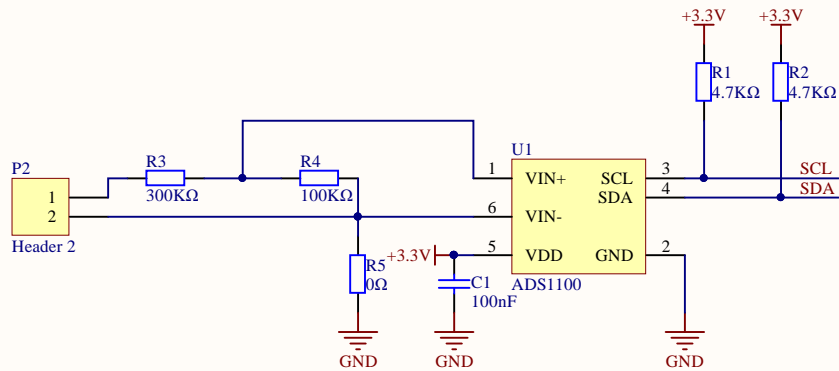 +3.3V
+3.3V
R1
4.7KΩ
R2
4.7KΩ
P2
1
2
Header 2
R3
300KΩ
R4
100KΩ
R5
0Ω
GND
+3.3V
C1
100nF
GND
U1
1
VIN+
6
VIN-
5
VDD
SCL
3
SDA
4
GND
2
ADS1100
SCL
SDA
GND